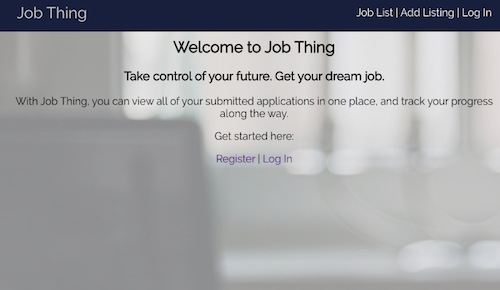 Job Thing
Job List | Add Listing | Log In
Welcome to Job Thing
Take control of your future. Get your dream job.
With Job Thing, you can view all of your submitted applications in one place, and track your progress
along the way.
Get started here:
Register | Log In